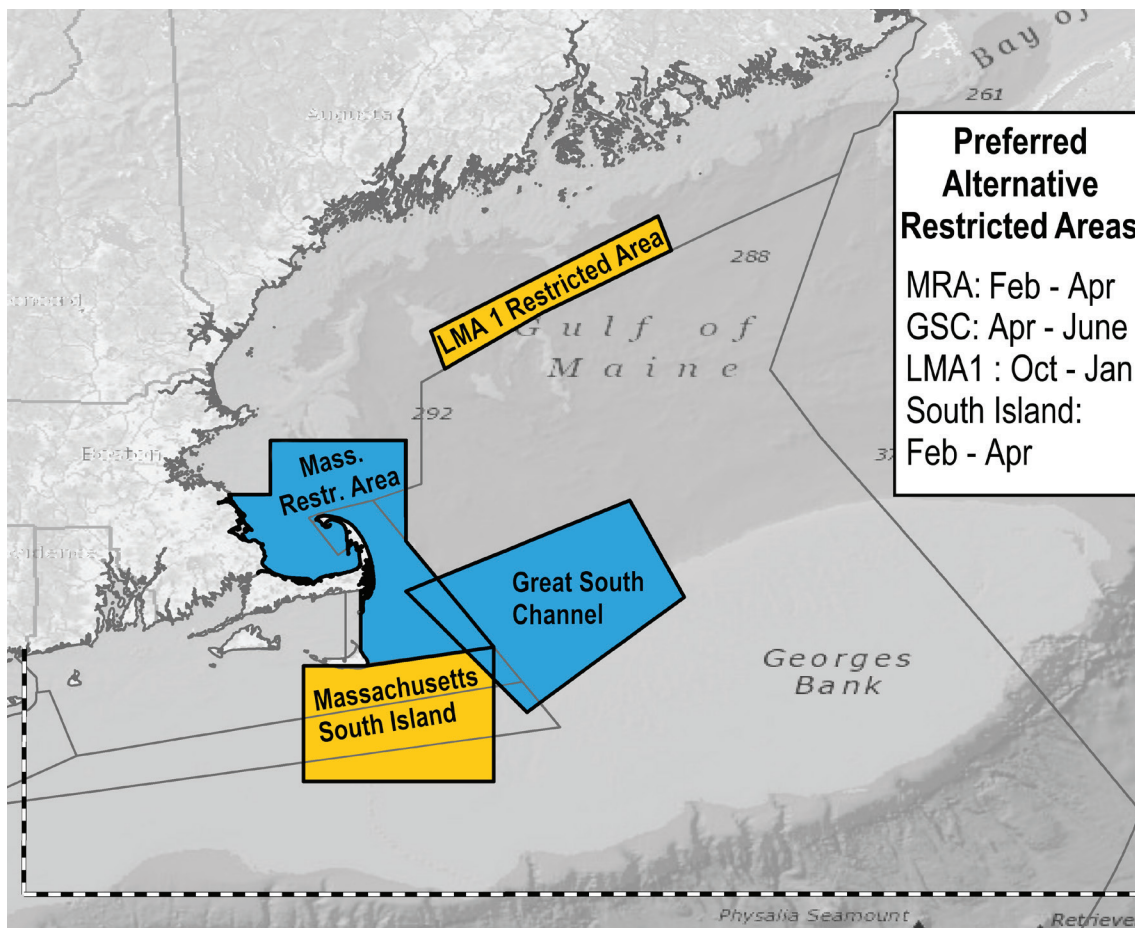 Bay of
261
Augusta
Preferred
Alternative
Restricted Areas
MRA: Feb - Apr
GSC: Apr - June
LMA1 : Oct - Jan
South Island:
Feb - Apr
LMA 1 Restricted Area
288
Gulf of
Maine
292
Boston
Mass.
Restr. Area
Great South
Channel
Georges
Bank
Massachusetts
South Island
Physalia Seamount
Retriever